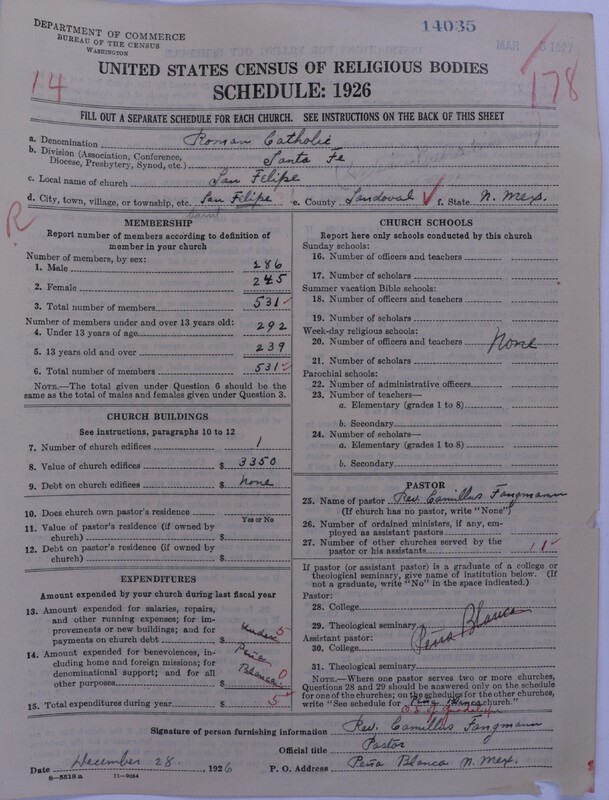 14035
DEPARTMENT OF COMMERCE
BUREAU OF THE CENSUS
WASHINGTON
UNITED STATES CENSUS OF RELIGIOUS BODIES
SCHEDULE: 1926
14
178
FILL OUT A SEPARATE SCHEDULE FOR EACH CHURCH. SEE INSTRUCTIONS ON THE BACK OF THIS SHEET
a. Denomination Roman Catholic
b. Division (Association, Conference, Diocese, Presbytery, Synod, etc.) Santa Fe
c. Local name of church San Felipe
d. City, town, village, or township, etc. San Felipe e. County Sandoval f. State N. Mex.
R
MEMBERSHIP
Report number of members according to definition of member in your church
Number of members, by sex:
1. Male 286
2. Female 245
3. Total number of members 531
Number of members under and over 13 years old:
4. Under 13 years of age 292
5. 13 years old and over 239
6. Total number of members 531
NOTE.—The total given under Question 6 should be the same as the total of males and females given under Question 3.
CHURCH BUILDINGS
See instructions, paragraphs 10 to 12
7. Number of church edifices 1
8. Value of church edifices $ 3350
9. Debt on church edifices $ None
10. Does church own pastor's residence?
Yes or No
11. Value of pastor's residence (if owned by church) $
12. Debt on pastor's residence (if owned by church) $
EXPENDITURES
Amount expended by your church during last fiscal year
13. Amount expended for salaries, repairs, and other running expenses; for improvements or new buildings; and for payments on church debt $ Under 5
14. Amount expended for benevolences, including home and foreign missions; for denominational support; and for all other purposes $ Peña Blanca 0
15. Total expenditures during year $ 5
CHURCH SCHOOLS
Report here only schools conducted by this church
Sunday schools:
16. Number of officers and teachers
17. Number of scholars
Summer vacation Bible schools:
18. Number of officers and teachers
19. Number of scholars
Week-day religious schools:
20. Number of officers and teachers None
21. Number of scholars
Parochial schools:
22. Number of administrative officers
23. Number of teachers—
a. Elementary (grades 1 to 8)
b. Secondary
24. Number of scholars—
a. Elementary (grades 1 to 8)
b. Secondary
PASTOR
25. Name of pastor Rev. Camillus Fangmann
(If church has no pastor, write "None")
26. Number of ordained ministers, if any, employed as assistant pastors
27. Number of other churches served by the pastor or his assistants 11
If pastor (or assistant pastor) is a graduate of a college or theological seminary, give name of institution below. (If not a graduate, write "No" in the space indicated.)
Pastor:
28. College
29. Theological seminary Peña Blanca
Assistant pastor:
30. College
31. Theological seminary
NOTE.—Where one pastor serves two or more churches, Questions 28 and 29 should be answered only on the schedule for one of the churches; on the schedules for the other churches, write "See schedule for Peña Blanca church."
Signature of person furnishing information Rev. Camillus Fangmann
Official title Pastor
Date December 28, 1926 P. O. Address Peña Blanca N. Mex.
8—5518a 11—9054